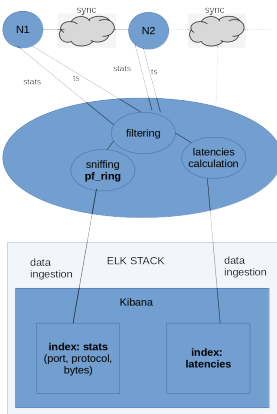 sync
sync
N1
N2
stats
ts
stats
ts
filtering
sniffing
pf_ring
latencies
calculation
data
ingestion
ELK STACK
data
ingestion
Kibana
index: stats
(port, protocol,
bytes)
index:
latencies